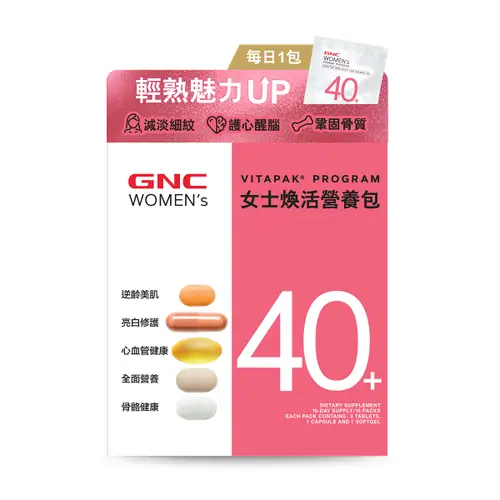 每日1包
GNC
WOMEN's
40+
輕熟魅力UP
減淡細紋
護心醒腦
鞏固骨質
GNC
WOMEN's
VITAPAK® PROGRAM
女士煥活營養包
逆齡美肌
亮白修護
心血管健康
全面營養
骨骼健康
40+
DIETARY SUPPLEMENT
15-DAY SUPPLY/15 PACKS
EACH PACK CONTAINS: 3 TABLETS,
1 CAPSULE AND 1 SOFTGEL